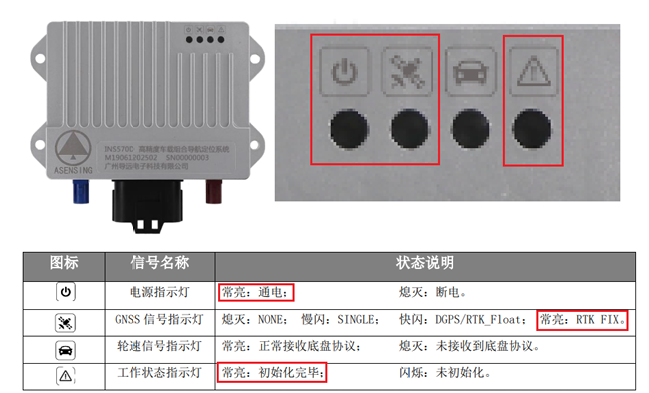 INS570C 高精度车载组合导航定位系统
M19061202502 SN00000003
广州导远电子科技有限公司
ASENSING
图标 信号名称 状态说明
电源指示灯 常亮：通电； 熄灭：断电。
GNSS 信号指示灯 熄灭：NONE； 慢闪：SINGLE； 快闪：DGPS/RTK_Float； 常亮：RTK FIX。
轮速信号指示灯 常亮：正常接收底盘协议； 熄灭：未接收到底盘协议。
工作状态指示灯 常亮：初始化完毕； 闪烁：未初始化。